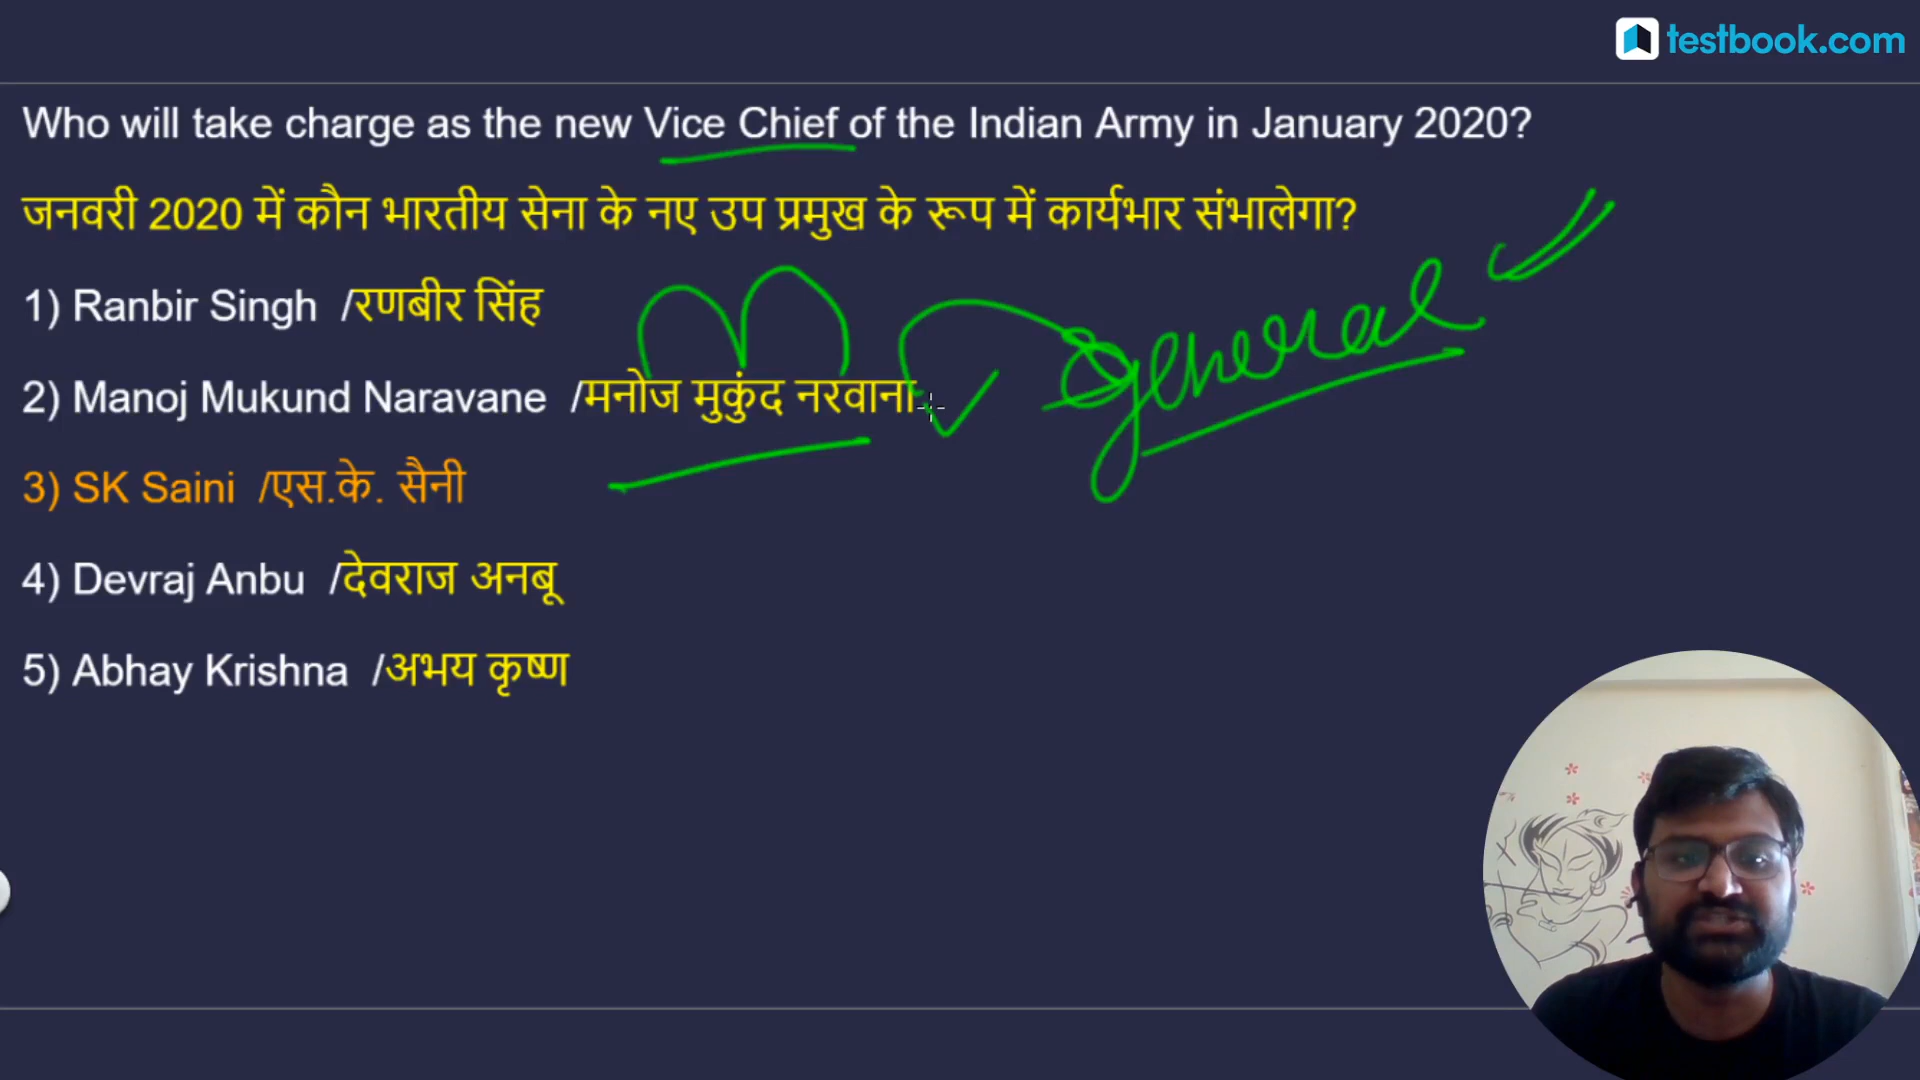 testbook.com
Who will take charge as the new Vice Chief of the Indian Army in January 2020?
जनवरी 2020 में कौन भारतीय सेना के नए उप प्रमुख के रूप में कार्यभार संभालेगा?
1) Ranbir Singh /रणबीर सिंह
2) Manoj Mukund Naravane /मनोज मुकुंद नरवाना
general
3) SK Saini /एस.के. सैनी
4) Devraj Anbu /देवराज अनबू
5) Abhay Krishna /अभय कृष्ण